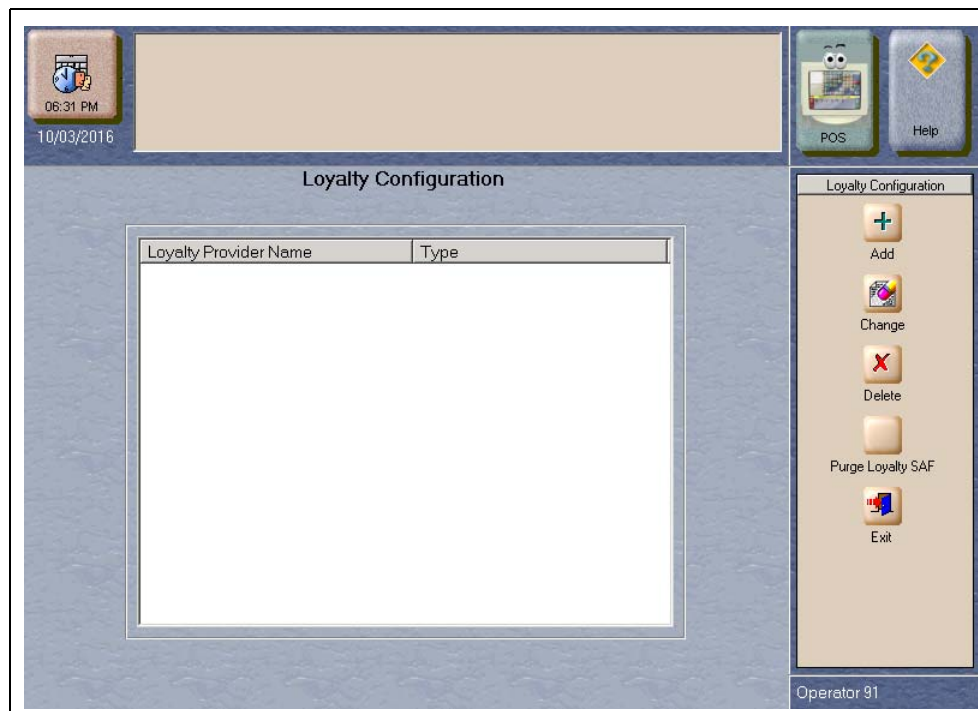 06:31 PM
10/03/2016
POS
Help
Loyalty Configuration
Loyalty Provider Name
Type
Loyalty Configuration
Add
Change
Delete
Purge Loyalty SAF
Exit
Operator 91